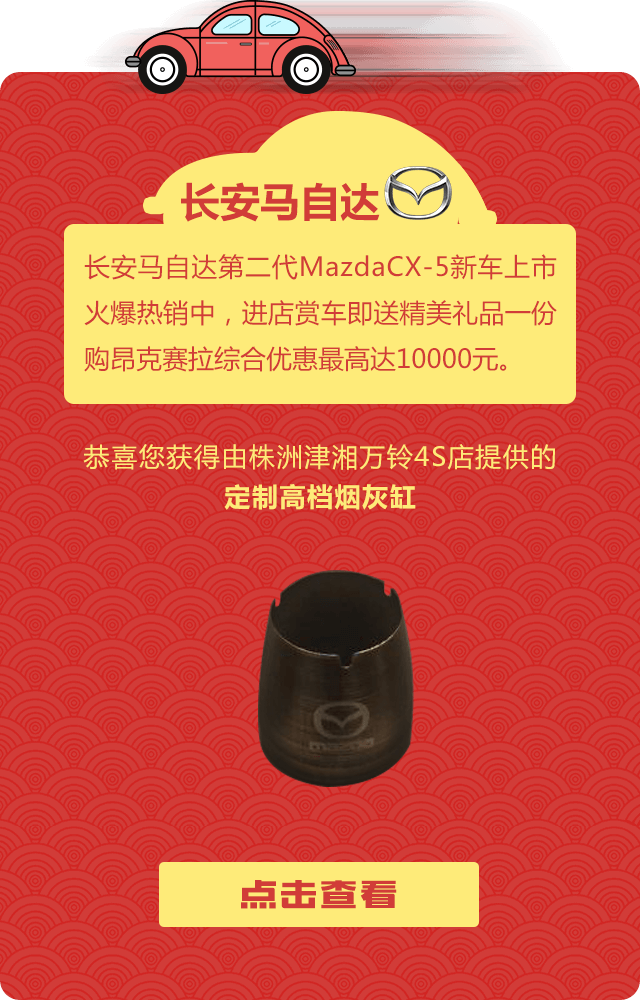 长安马自达
长安马自达第二代MazdaCX-5新车上市
火爆热销中，进店赏车即送精美礼品一份
购昂克赛拉综合优惠最高达10000元。
恭喜您获得由株洲津湘万铃4S店提供的
定制高档烟灰缸
mazda
点击查看